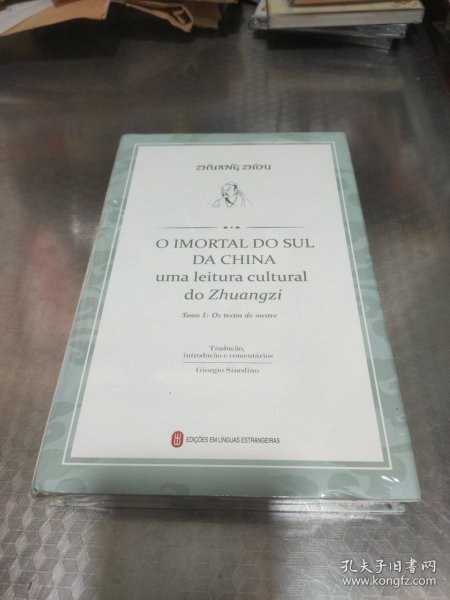 ZHUANG ZHOU
O IMORTAL DO SUL
DA CHINA
uma leitura cultural
do Zhuangzi
Tomo 1: Os textos do mestre
Tradução,
introdução e comentários
Giorgio Sinedino
EDIÇÕES EM LÍNGUAS ESTRANGEIRAS
孔夫子旧书网
www.kongfz.com